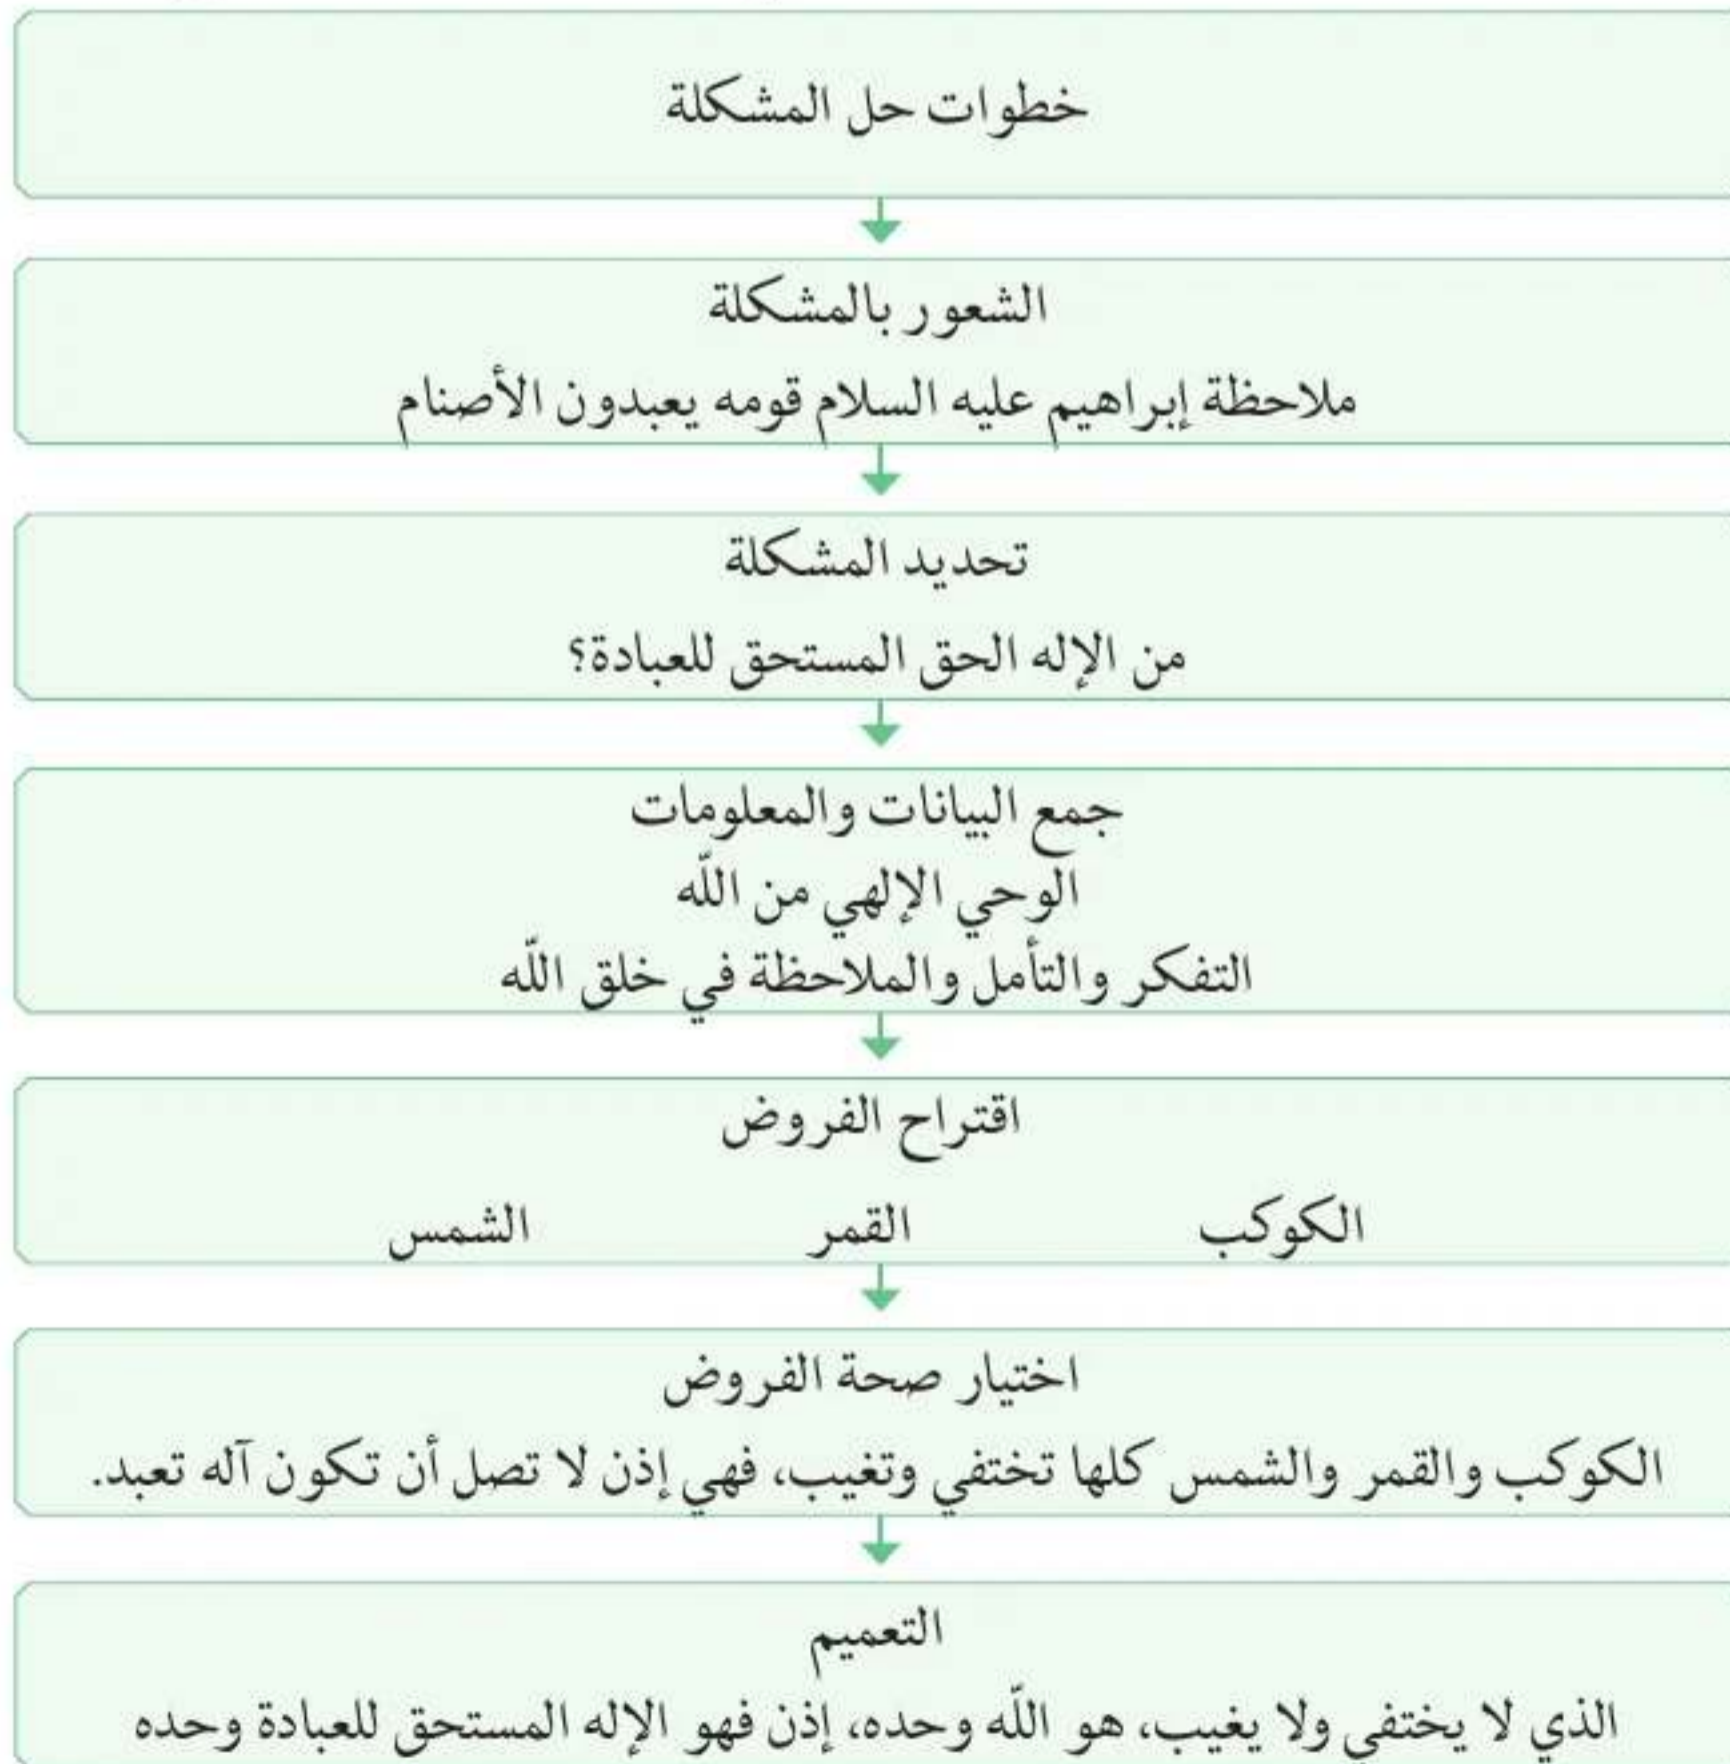 خطوات حل المشكلة
الشعور بالمشكلة
ملاحظة إبراهيم عليه السلام قومه يعبدون الأصنام
تحديد المشكلة
من الإله الحق المستحق للعبادة؟
جمع البيانات والمعلومات
الوحي الإلهي من اللّه
التفكر والتأمل والملاحظة في خلق اللّه
اقتراح الفروض
الكوكب القمر الشمس
اختيار صحة الفروض
الكوكب والقمر والشمس كلها تختفي وتغيب، فهي إذن لا تصل أن تكون آله تعبد.
التعميم
الذي لا يختفي ولا يغيب، هو اللّه وحده، إذن فهو الإله المستحق للعبادة وحده